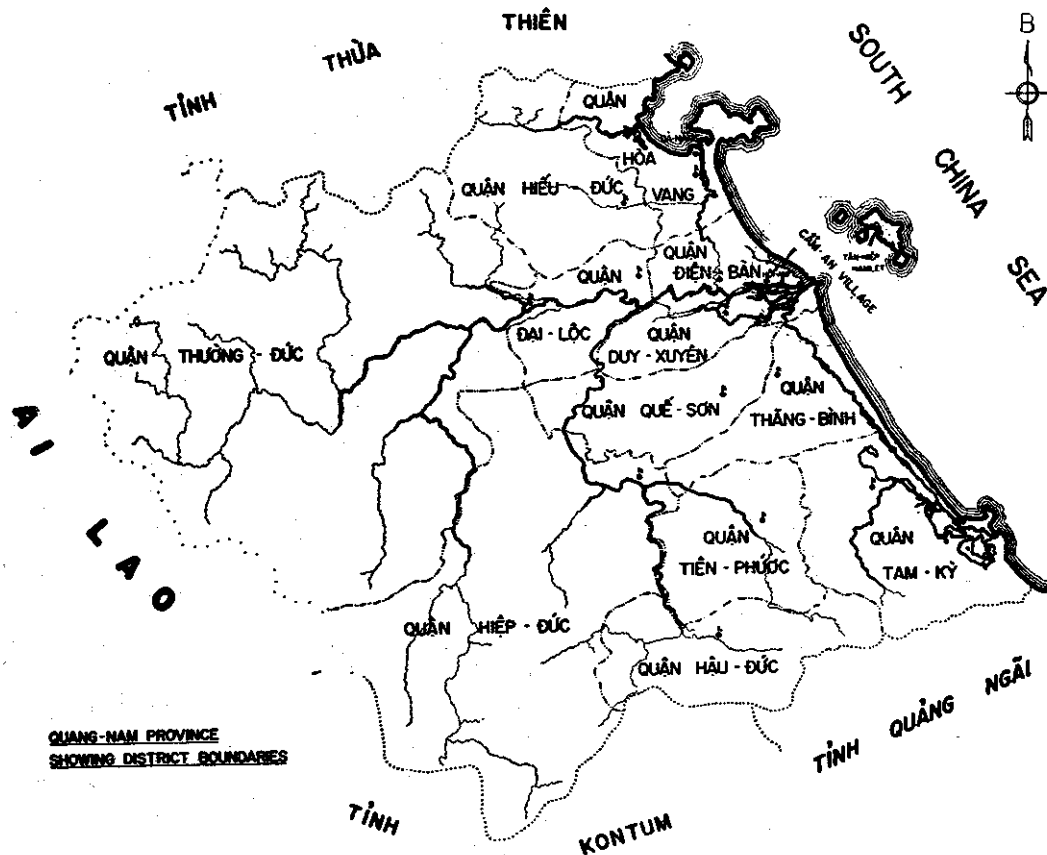 THIÊN
THỪA
TỈNH
B
SOUTH
CHINA
SEA
QUẬN
HÒA
VANG
QUẬN HIẾU ĐỨC
QUẬN
ĐIỆN BÀN
CẨM-AN VILLAGE
TÂN-HIỆP
HAMLET
QUẬN
ĐẠI-LỘC
QUẬN
DUY-XUYÊN
QUẬN THƯỜNG-ĐỨC
QUẬN QUẾ-SƠN
QUẬN
THĂNG-BÌNH
AI LAO
QUẬN
TIÊN-PHƯỚC
QUẬN
TAM-KỲ
QUẬN HIỆP-ĐỨC
QUẬN HẬU-ĐỨC
TỈNH QUẢNG NGÃI
TỈNH
KONTUM
QUANG-NAM PROVINCE
SHOWING DISTRICT BOUNDARIES